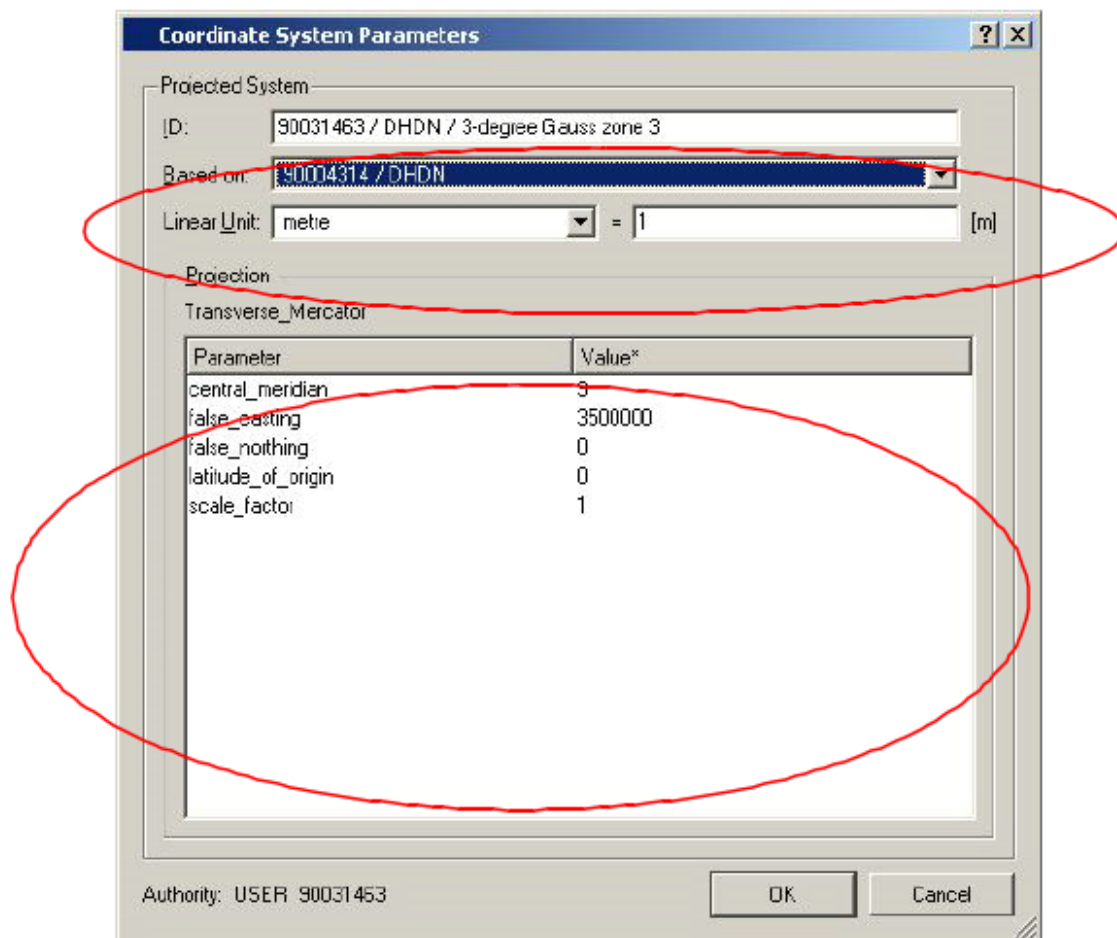 Coordinate System Parameters
Projected System
ID: 90031463 / DHDN / 3-degree Gauss zone 3
Based on: 90004314 / DHDN
Linear Unit: metre = 1 [m]
Projection
Transverse_Mercator
Parameter Value*
central_meridian
false_easting 3500000
false_northing 0
latitude_of_origin 0
scale_factor 1
Authority: USER 90031463
OK Cancel